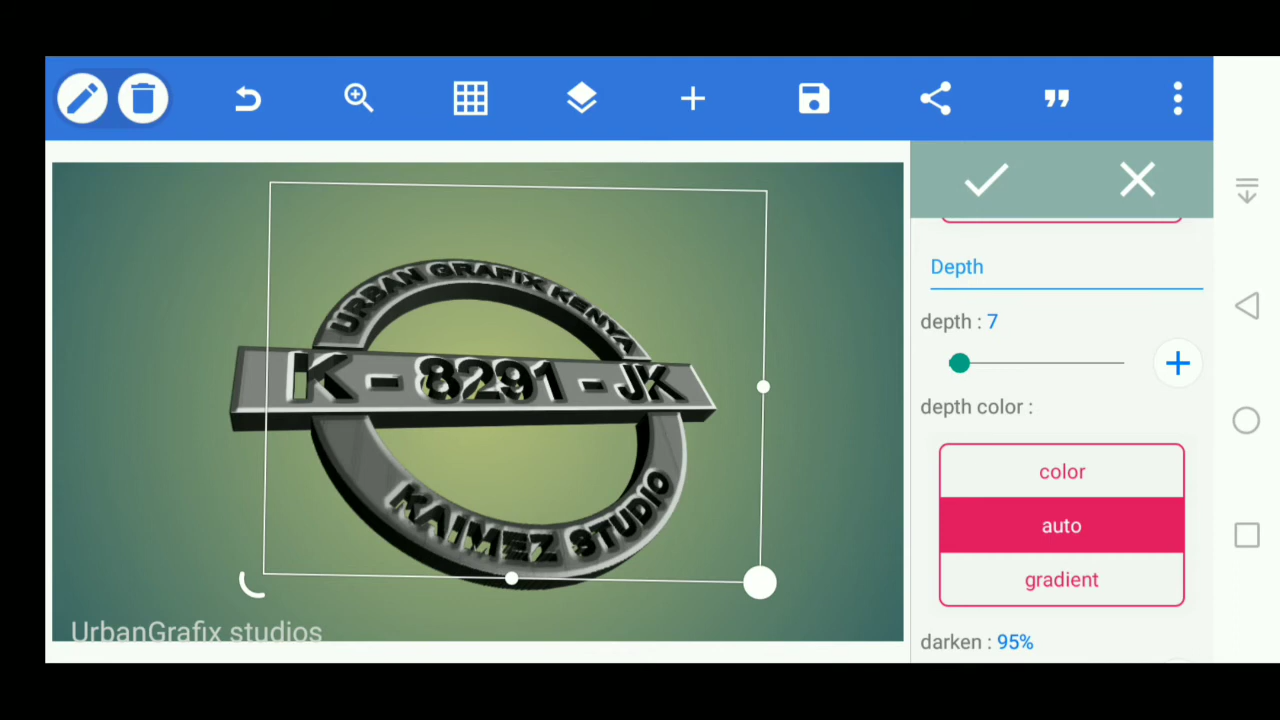 URBAN GRAFIX KENYA
K - 8291 - JK
KAIMEZ STUDIO
UrbanGrafix studios
Depth
depth : 7
depth color :
color
auto
gradient
darken : 95%